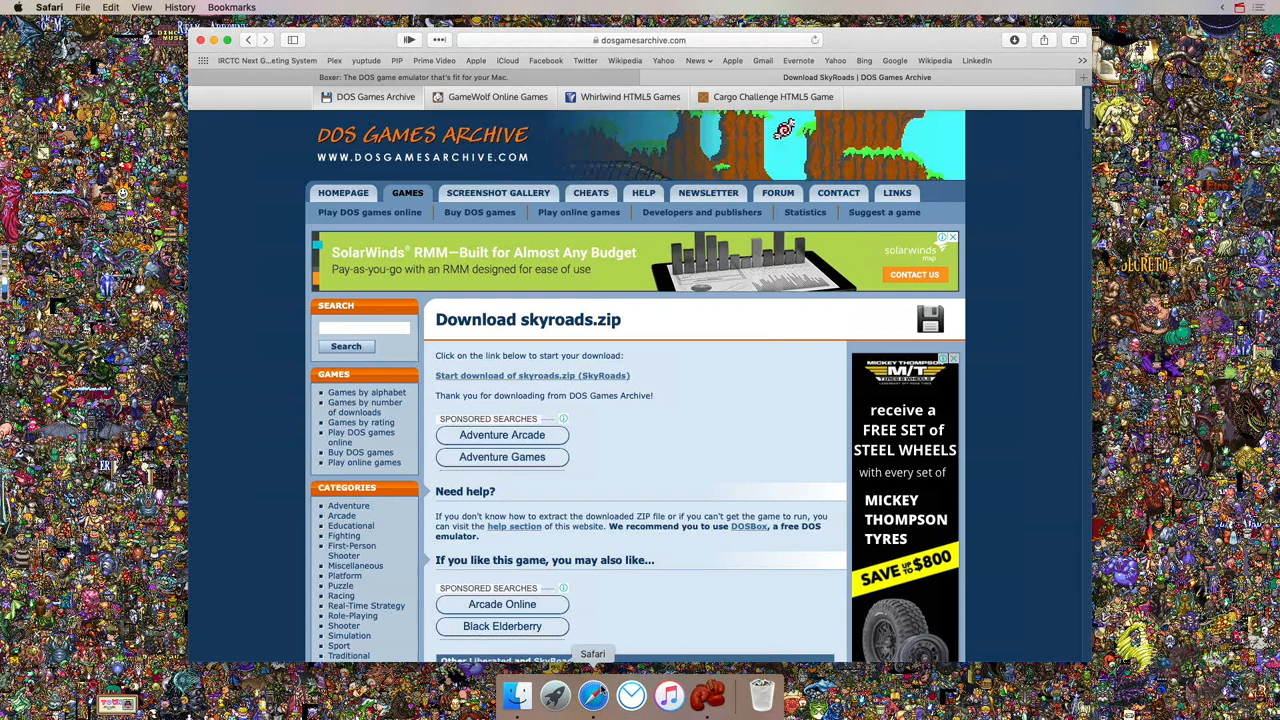 Safari File Edit View History Bookmarks
dosgamesarchive.com
IRCTC Next G...eting System Plex yuptude PIP Prime Video Apple iCloud Facebook Twitter Wikipedia Yahoo News Apple Gmail Evernote Yahoo Bing Google Wikipedia LinkedIn
Boxer: The DOS game emulator that's fit for your Mac. Download SkyRoads | DOS Games Archive
DOS Games Archive GameWolf Online Games Whirlwind HTML5 Games Cargo Challenge HTML5 Game
DOS GAMES ARCHIVE
WWW.DOSGAMESARCHIVE.COM
HOMEPAGE GAMES SCREENSHOT GALLERY CHEATS HELP NEWSLETTER FORUM CONTACT LINKS
Play DOS games online Buy DOS games Play online games Developers and publishers Statistics Suggest a game
SolarWinds® RMM—Built for Almost Any Budget
Pay-as-you-go with an RMM designed for ease of use
solarwinds
msp
CONTACT US
SEARCH
Search
GAMES
Games by alphabet
Games by number
of downloads
Games by rating
Play DOS games
online
Buy DOS games
Play online games
CATEGORIES
Adventure
Arcade
Educational
Fighting
First-Person
Shooter
Miscellaneous
Platform
Puzzle
Racing
Real-Time Strategy
Role-Playing
Shooter
Simulation
Sport
Traditional
Download skyroads.zip
Click on the link below to start your download:
Start download of skyroads.zip (SkyRoads)
Thank you for downloading from DOS Games Archive!
SPONSORED SEARCHES
Adventure Arcade
Adventure Games
Need help?
If you don't know how to extract the downloaded ZIP file or if you can't get the game to run, you
can visit the help section of this website. We recommend you to use DOSBox, a free DOS
emulator.
If you like this game, you may also like...
SPONSORED SEARCHES
Arcade Online
Black Elderberry
Other Liberated and SkyRoa
MICKEY THOMPSON
M/T
TIRES & WHEELS
receive a
FREE SET of
STEEL WHEELS
with every set of
MICKEY
THOMPSON
TYRES
SAVE UP TO $800
Safari